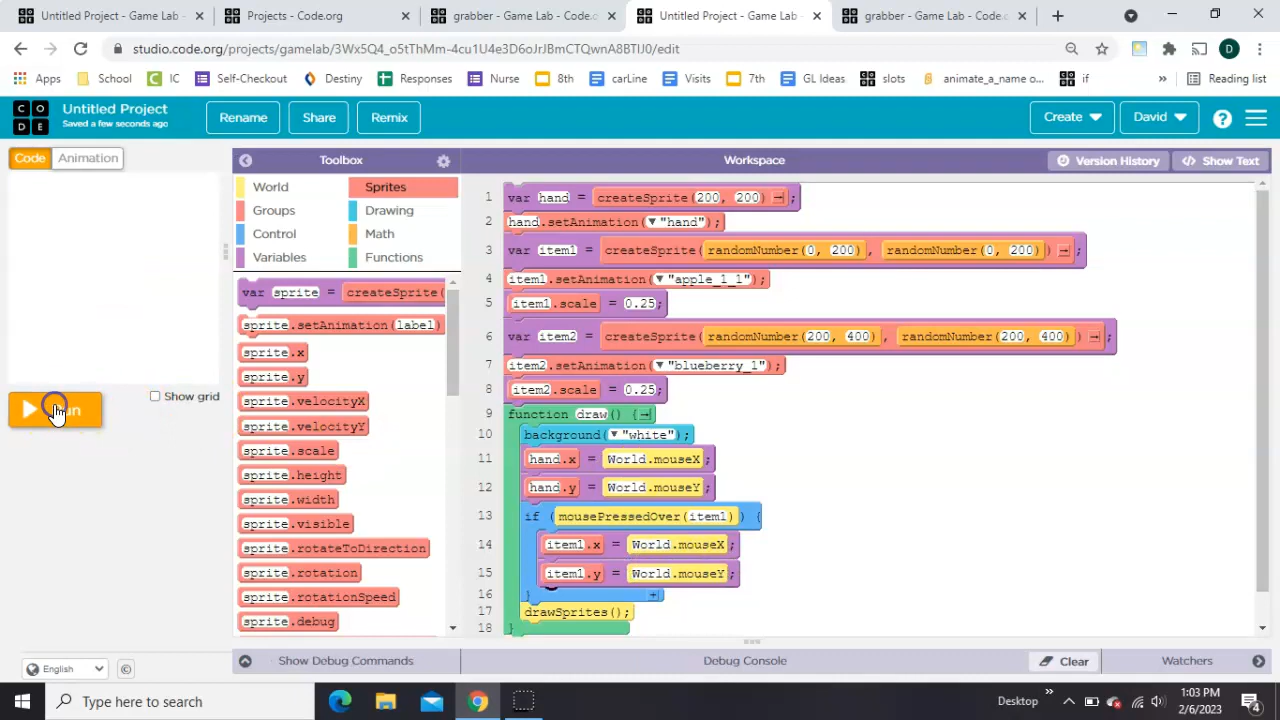 Untitled Project - Game Lab - Code.
Projects - Code.org
grabber - Game Lab - Code.o
Untitled Project - Game Lab - Code.
grabber - Game Lab - Code.c
studio.code.org/projects/gamelab/3Wx5Q4_o5tThMm-4cu1U4e3D6oJrJBmCTQwnA8BTIJ0/edit
D
Apps
School
IC
Self-Checkout
Destiny
Responses
Nurse
8th
carLine
Visits
7th
GL Ideas
slots
animate_a_name o...
if
»
Reading list
C O
D E
Untitled Project
Saved a few seconds ago
Rename
Share
Remix
Create
David
?
Code
Animation
Toolbox
Workspace
Version History
</> Show Text
World
Sprites
Groups
Drawing
Control
Math
Variables
Functions
var sprite = createSprite(
sprite.setAnimation(label)
sprite.x
sprite.y
sprite.velocityX
sprite.velocityY
sprite.scale
sprite.height
sprite.width
sprite.visible
sprite.rotateToDirection
sprite.rotation
sprite.rotationSpeed
sprite.debug
Show grid
1 var hand = createSprite(200, 200);
2 hand.setAnimation("hand");
3 var item1 = createSprite(randomNumber(0, 200), randomNumber(0, 200));
4 item1.setAnimation("apple_1_1");
5 item1.scale = 0.25;
6 var item2 = createSprite(randomNumber(200, 400), randomNumber(200, 400));
7 item2.setAnimation("blueberry_1");
8 item2.scale = 0.25;
9 function draw() {
10 background("white");
11 hand.x = World.mouseX;
12 hand.y = World.mouseY;
13 if (mousePressedOver(item1)) {
14 item1.x = World.mouseX;
15 item1.y = World.mouseY;
16 } +
17 drawSprites();
18 }
English
©
Show Debug Commands
Debug Console
Clear
Watchers
Type here to search
Desktop
»
1:03 PM
2/6/2023
4